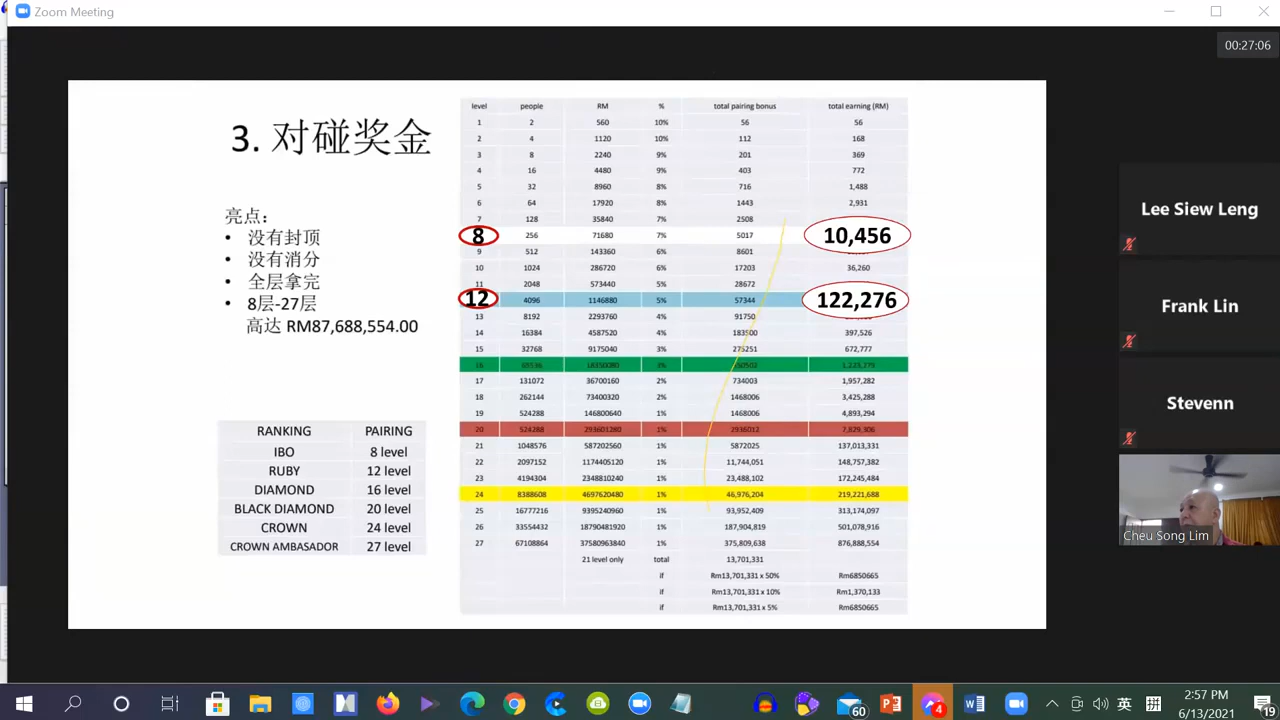 Zoom Meeting
00:27:06
3. 对碰奖金
亮点:
• 没有封顶
• 没有消分
• 全层拿完
• 8层-27层
高达 RM87,688,554.00
RANKING PAIRING
IBO 8 level
RUBY 12 level
DIAMOND 16 level
BLACK DIAMOND 20 level
CROWN 24 level
CROWN AMBASADOR 27 level
level people RM % total pairing bonus total earning (RM)
1 2 560 10% 56 56
2 4 1120 10% 112 168
3 8 2240 9% 201 369
4 16 4480 9% 403 772
5 32 8960 8% 716 1,488
6 64 17920 8% 1443 2,931
7 128 35840 7% 2508
8 256 71680 7% 5017 10,456
9 512 143360 6% 8601
10 1024 286720 6% 17203 36,260
11 2048 573440 5% 28672
12 4096 1146880 5% 57344 122,276
13 8192 2293760 4% 91750
14 16384 4587520 4% 183500 397,526
15 32768 9175040 3% 275251 672,777
16 65536 18350080 3% 1,223,279
17 131072 36700160 2% 734003 1,957,282
18 262144 73400320 2% 1468006 3,425,288
19 524288 146800640 1% 1468006 4,893,294
20 524288 293601280 1% 2936012 7,829,306
21 1048576 587202560 1% 5872025 137,013,331
22 2097152 1174405120 1% 11,744,051 148,757,382
23 4194304 2348810240 1% 23,488,102 172,245,484
24 8388608 4697620480 1% 46,976,204 219,221,688
25 16777216 9395240960 1% 93,952,409 313,174,097
26 33554432 18790481920 1% 187,904,819 501,078,916
27 67108864 37580963840 1% 375,809,638 876,888,554
21 level only total 13,701,331
if Rm13,701,331 x 50% Rm6850665
if Rm13,701,331 x 10% Rm1,370,133
if Rm13,701,331 x 5% Rm6850665
Lee Siew Leng
Frank Lin
Stevenn
Cheu Song Lim
60
4
英
拼
2:57 PM
6/13/2021
19